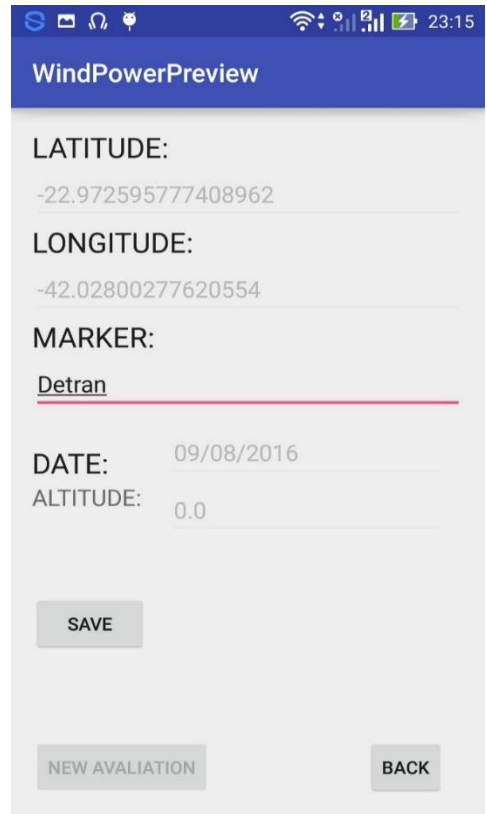 23:15
WindPowerPreview
LATITUDE:
-22.972595777408962
LONGITUDE:
-42.02800277620554
MARKER:
Detran
DATE: 09/08/2016
ALTITUDE: 0.0
SAVE
NEW AVALIATION BACK